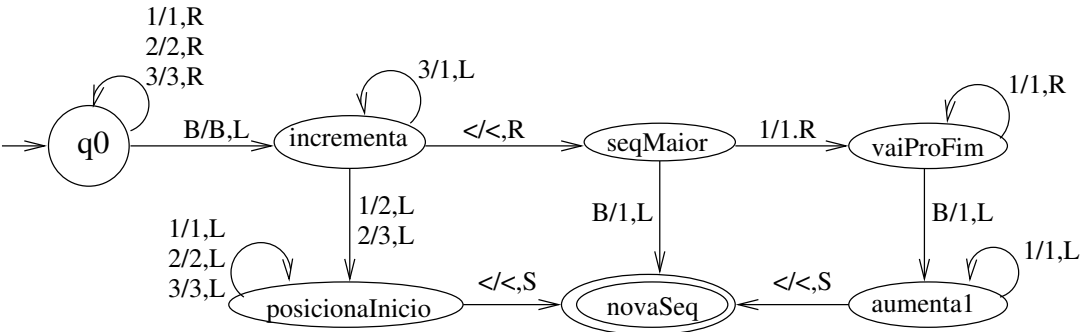 1/1,R
2/2,R
3/3,R
3/1,L
1/1,R
q0
B/B,L
incrementa
</<,R
seqMaior
1/1.R
vaiProFim
1/2,L
2/3,L
B/1,L
B/1,L
1/1,L
2/2,L
3/3,L
1/1,L
posicionaInicio
</<,S
novaSeq
</<,S
aumenta1